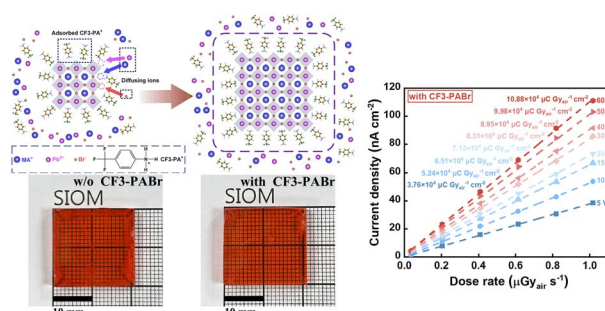 Adsorbed CF3-PA⁺
Diffusing ions
MA⁺ Pb²⁺ Br⁻ CF3-PA⁺
w/o CF3-PABr
SIOM
10 mm
with CF3-PABr
SIOM
10 mm
with CF3-PABr
10.88×10⁴ μC Gyair⁻¹ cm⁻²
9.98×10⁴ μC Gyair⁻¹ cm⁻²
8.95×10⁴ μC Gyair⁻¹ cm⁻²
8.31×10⁴ μC Gyair⁻¹ cm⁻²
7.13×10⁴ μC Gyair⁻¹ cm⁻²
6.51×10⁴ μC Gyair⁻¹ cm⁻²
5.24×10⁴ μC Gyair⁻¹ cm⁻²
3.76×10⁴ μC Gyair⁻¹ cm⁻²
60
50
40
10
5 V
120
100
80
60
40
20
0
0.0 0.2 0.4 0.6 0.8 1.0
Current density (nA cm⁻²)
Dose rate (μGyair s⁻¹)